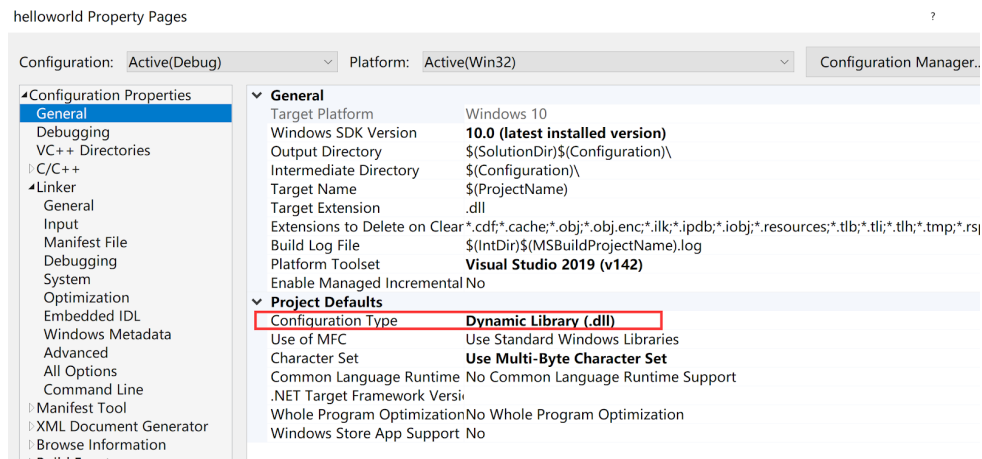 helloworld Property Pages
?
Configuration: Active(Debug) Platform: Active(Win32) Configuration Manager...
Configuration Properties
General
Debugging
VC++ Directories
C/C++
Linker
General
Input
Manifest File
Debugging
System
Optimization
Embedded IDL
Windows Metadata
Advanced
All Options
Command Line
Manifest Tool
XML Document Generator
Browse Information
General
Target Platform Windows 10
Windows SDK Version 10.0 (latest installed version)
Output Directory $(SolutionDir)$(Configuration)\
Intermediate Directory $(Configuration)\
Target Name $(ProjectName)
Target Extension .dll
Extensions to Delete on Clear *.cdf;*.cache;*.obj;*.obj.enc;*.ilk;*.ipdb;*.iobj;*.resources;*.tlb;*.tli;*.tlh;*.tmp;*.rsp
Build Log File $(IntDir)$(MSBuildProjectName).log
Platform Toolset Visual Studio 2019 (v142)
Enable Managed Incremental No
Project Defaults
Configuration Type Dynamic Library (.dll)
Use of MFC Use Standard Windows Libraries
Character Set Use Multi-Byte Character Set
Common Language Runtime No Common Language Runtime Support
.NET Target Framework Versi
Whole Program Optimization No Whole Program Optimization
Windows Store App Support No